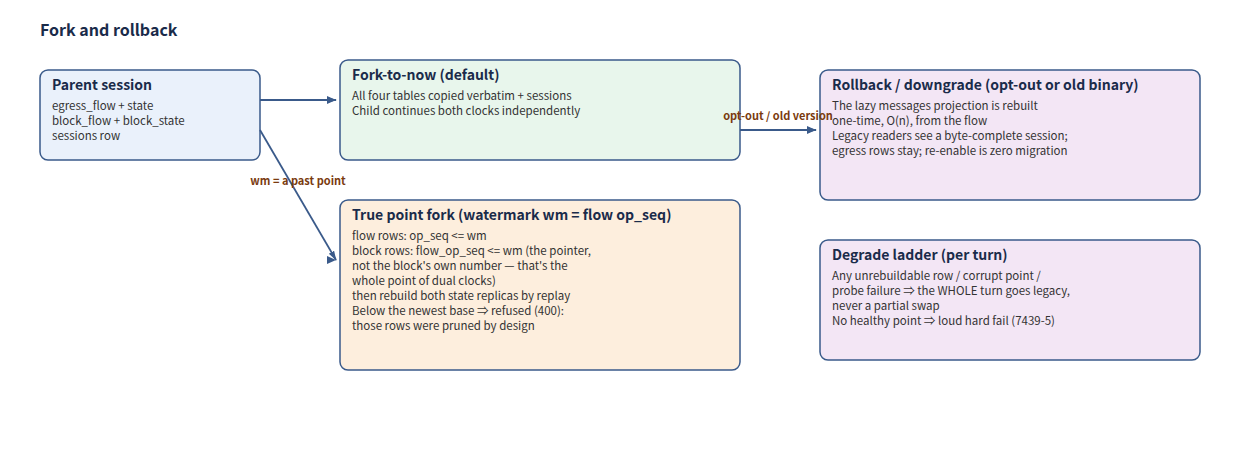 Fork and rollback
Parent session
egress_flow + state
block_flow + block_state
sessions row
Fork-to-now (default)
All four tables copied verbatim + sessions
Child continues both clocks independently
opt-out / old version
Rollback / downgrade (opt-out or old binary)
The lazy messages projection is rebuilt
one-time, O(n), from the flow
Legacy readers see a byte-complete session;
egress rows stay; re-enable is zero migration
wm = a past point
True point fork (watermark wm = flow op_seq)
flow rows: op_seq <= wm
block rows: flow_op_seq <= wm (the pointer,
not the block's own number — that's the
whole point of dual clocks)
then rebuild both state replicas by replay
Below the newest base ⇒ refused (400):
those rows were pruned by design
Degrade ladder (per turn)
Any unrebuildable row / corrupt point /
probe failure ⇒ the WHOLE turn goes legacy,
never a partial swap
No healthy point ⇒ loud hard fail (7439-5)